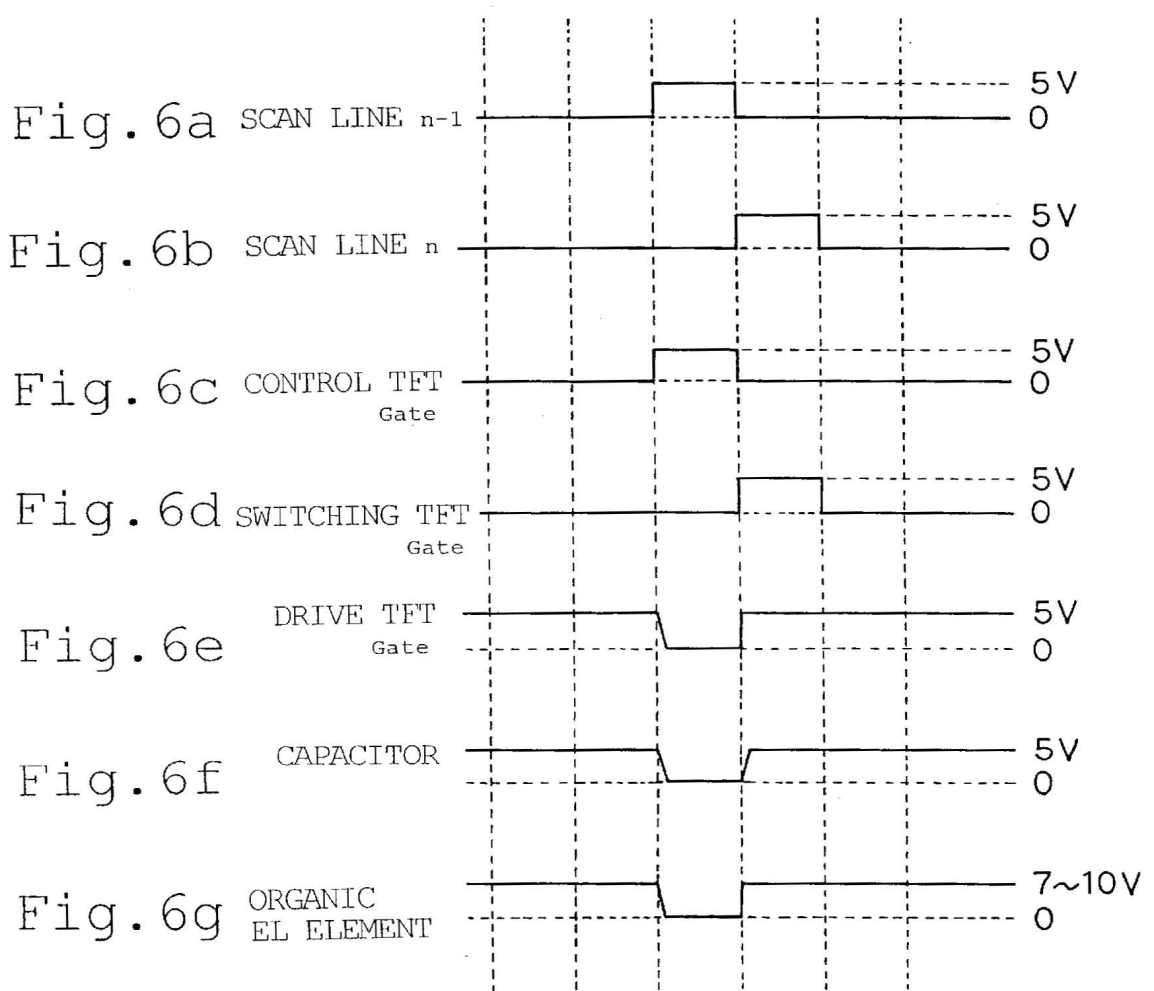 Fig.6a SCAN LINE n-1 5V
0
Fig.6b SCAN LINE n 5V
0
Fig.6c CONTROL TFT 5V
Gate 0
Fig.6d SWITCHING TFT 5V
Gate 0
Fig.6e DRIVE TFT 5V
Gate 0
Fig.6f CAPACITOR 5V
0
Fig.6g ORGANIC 7~10V
EL ELEMENT 0